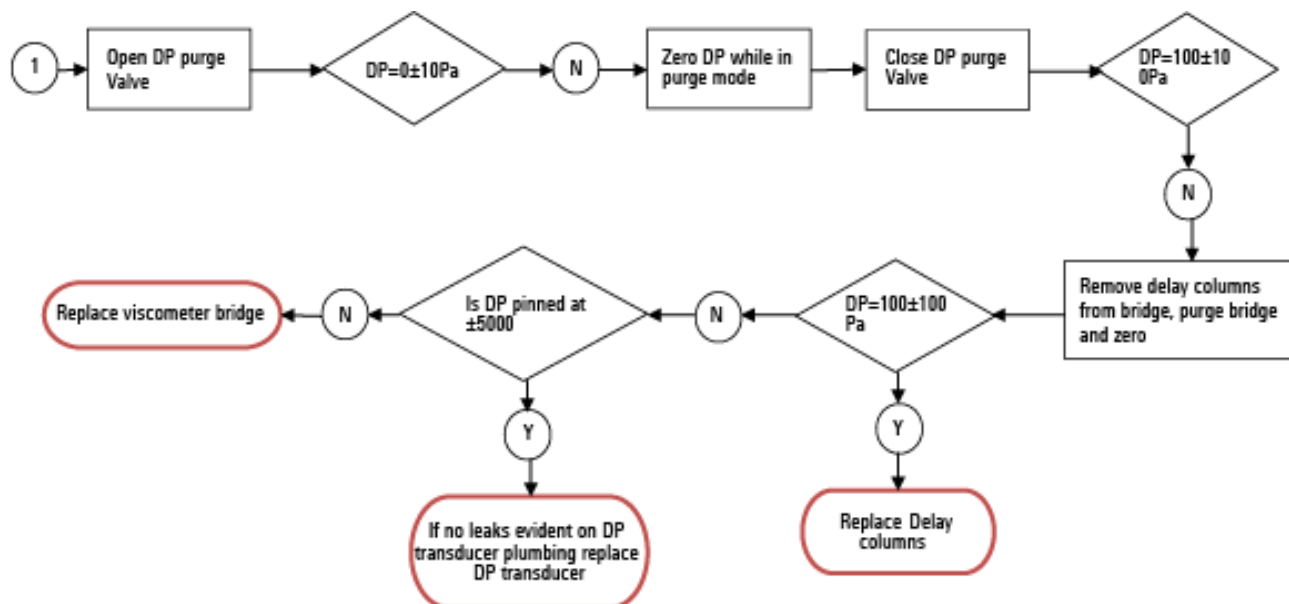 1
Open DP purge
Valve
DP=0±10Pa
N
Zero DP while in
purge mode
Close DP purge
Valve
DP=100±10
0Pa
N
Remove delay columns
from bridge, purge bridge
and zero
DP=100±100
Pa
N
Is DP pinned at
±5000
N
Replace viscometer bridge
Y
Y
If no leaks evident on DP
transducer plumbing replace
DP transducer
Replace Delay
columns